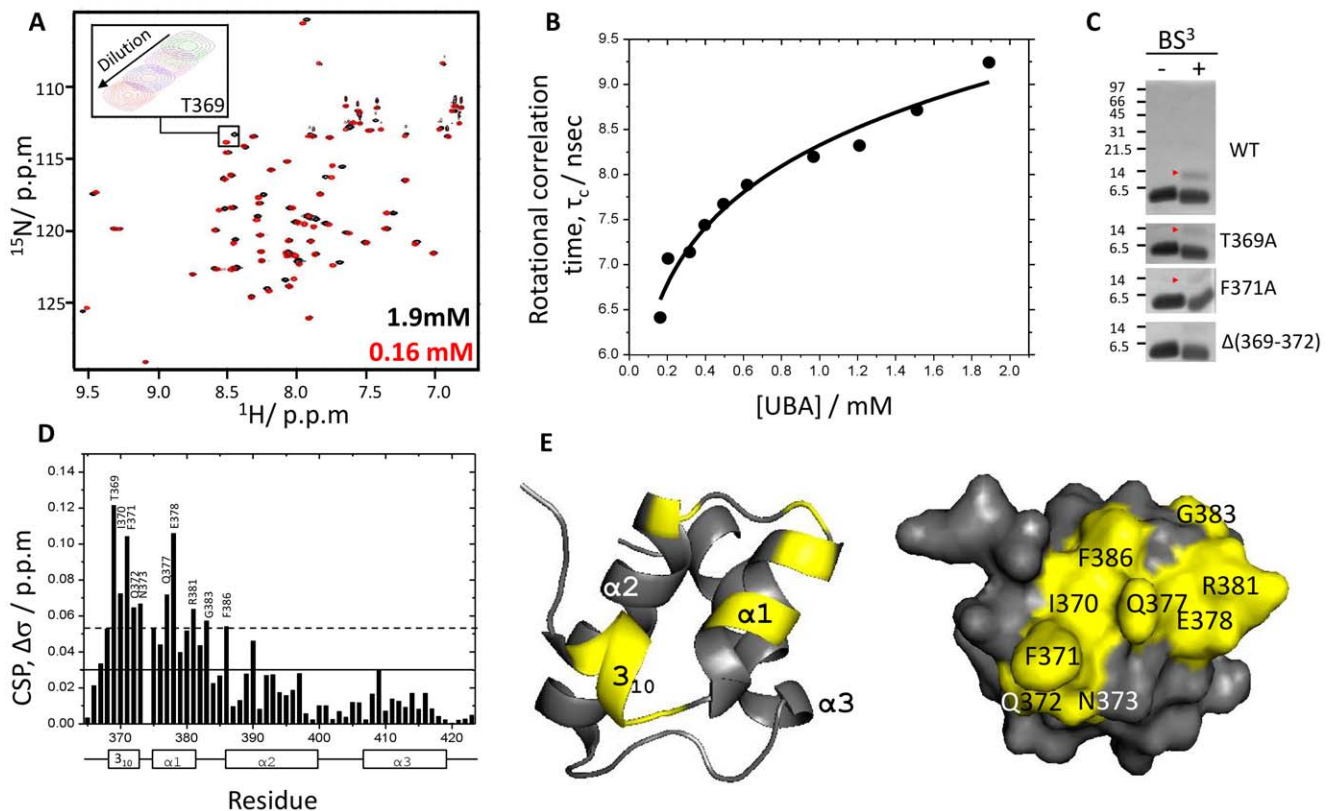 A
Dilution
T369
110
115
120
125
¹⁵N/ p.p.m
1.9mM
0.16 mM
9.5 9.0 8.5 8.0 7.5 7.0
¹H/ p.p.m
B
9.5
9.0
8.5
8.0
7.5
7.0
6.5
6.0
Rotational correlation
time, τc / nsec
0.0 0.2 0.4 0.6 0.8 1.0 1.2 1.4 1.6 1.8 2.0
[UBA] / mM
C
BS³
- +
97
66
45
31
21.5
14
6.5
WT
14
6.5
T369A
14
6.5
F371A
14
6.5
Δ(369-372)
D
0.14
0.12
0.10
0.08
0.06
0.04
0.02
0.00
CSP, Δσ / p.p.m
T369
I370
F371
Q372
N373
Q377
E378
R381
G383
F386
370 380 390 400 410 420
3₁₀ α1 α2 α3
Residue
E
α2
α1
3₁₀
α3
G383
F386
R381
I370
Q377
E378
F371
Q372
N373